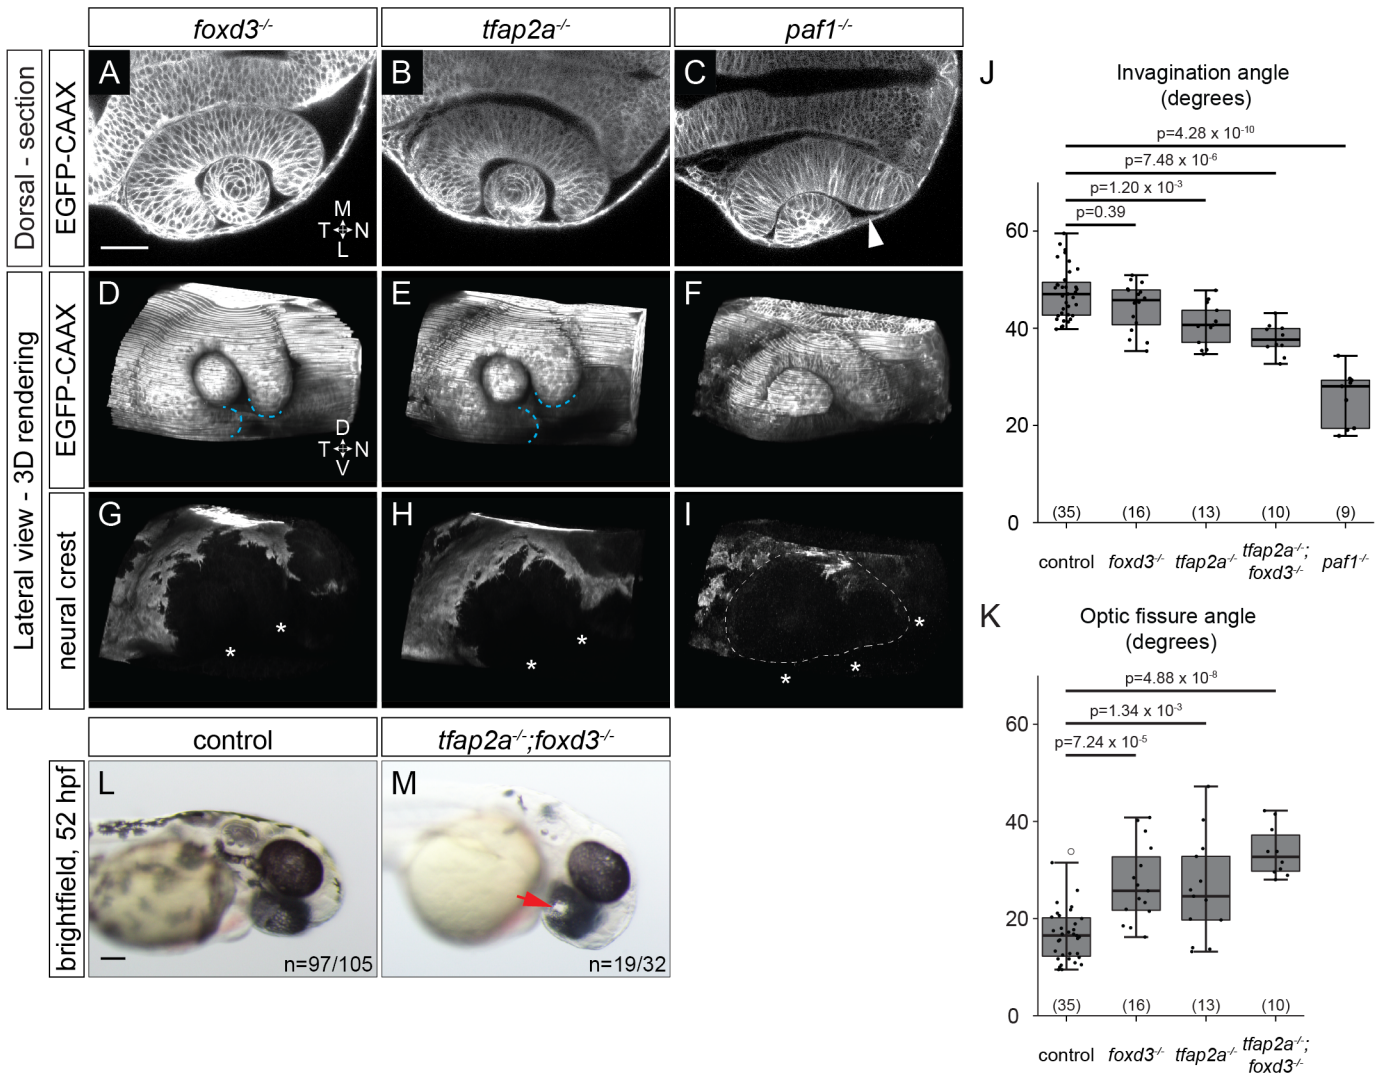 foxd3-/-
tfap2a-/-
paf1-/-
Dorsal - section
EGFP-CAAX
A
M
T N
L
B
C
Lateral view - 3D rendering
EGFP-CAAX
D
D
T N
V
E
F
neural crest
G
*
*
H
*
*
I
*
*
*
control
tfap2a-/-;foxd3-/-
brightfield, 52 hpf
L
n=97/105
M
n=19/32
J
Invagination angle
(degrees)
p=4.28 x 10-10
p=7.48 x 10-6
p=1.20 x 10-3
p=0.39
60
40
20
0
(35) (16) (13) (10) (9)
control foxd3-/- tfap2a-/- tfap2a-/-; paf1-/-
foxd3-/-
K
Optic fissure angle
(degrees)
p=4.88 x 10-8
p=1.34 x 10-3
p=7.24 x 10-5
60
40
20
0
(35) (16) (13) (10)
control foxd3-/- tfap2a-/- tfap2a-/-;
foxd3-/-